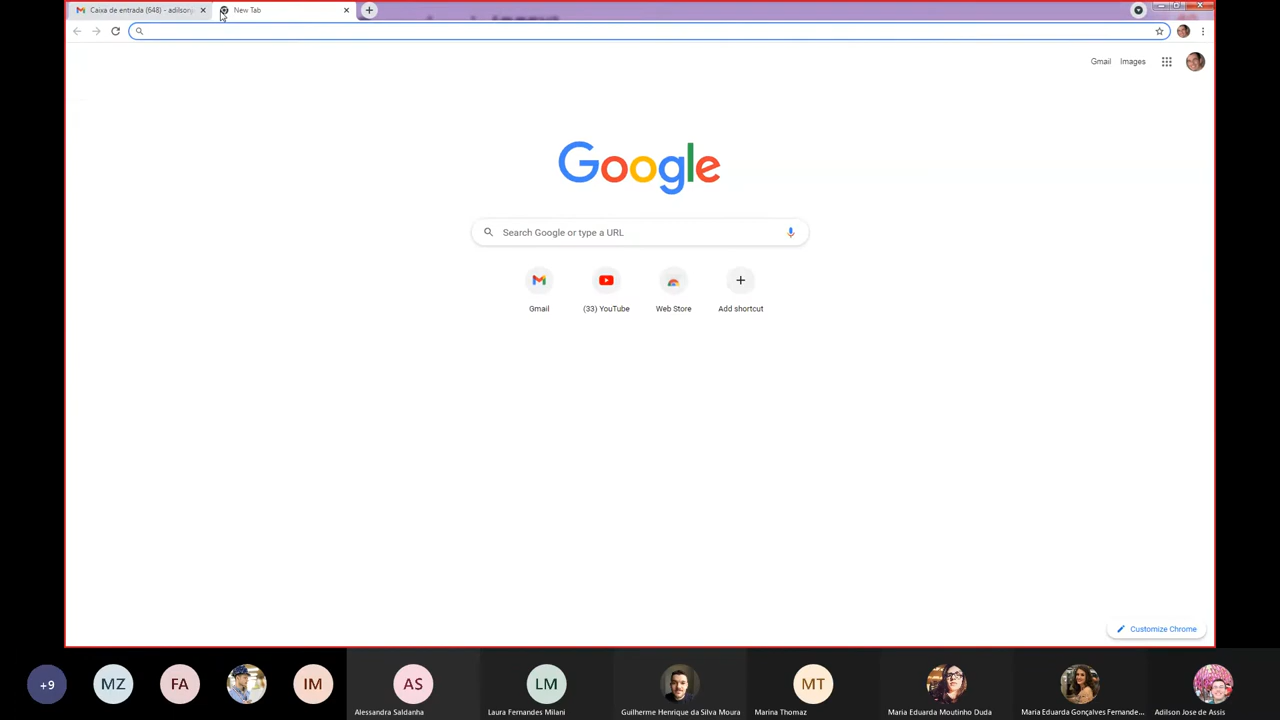 Caixa de entrada (648) - adilsonj
New Tab
Gmail
Images
Google
Search Google or type a URL
Gmail
(33) YouTube
Web Store
Add shortcut
Customize Chrome
+9
MZ
FA
IM
AS
LM
MT
Alessandra Saldanha
Laura Fernandes Milani
Guilherme Henrique da Silva Moura
Marina Thomaz
Maria Eduarda Moutinho Duda
Maria Eduarda Gonçalves Fernande...
Adilson Jose de Assis